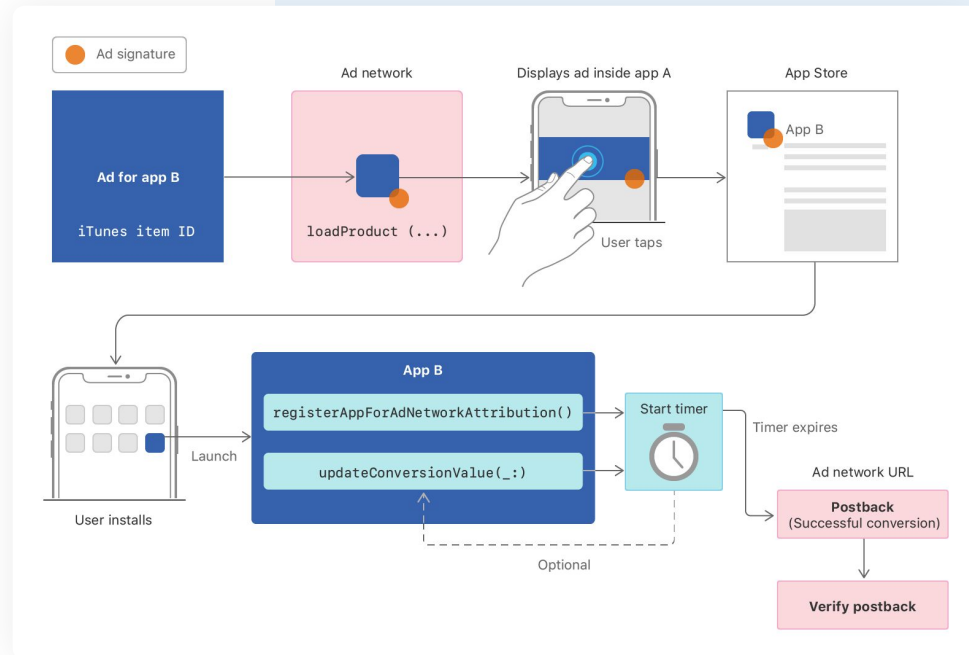 Ad signature
Ad network
Displays ad inside app A
App Store
Ad for app B
iTunes item ID
loadProduct (...)
User taps
App B
User installs
Launch
App B
registerAppForAdNetworkAttribution()
updateConversionValue(_:)
Optional
Start timer
Timer expires
Ad network URL
Postback
(Successful conversion)
Verify postback